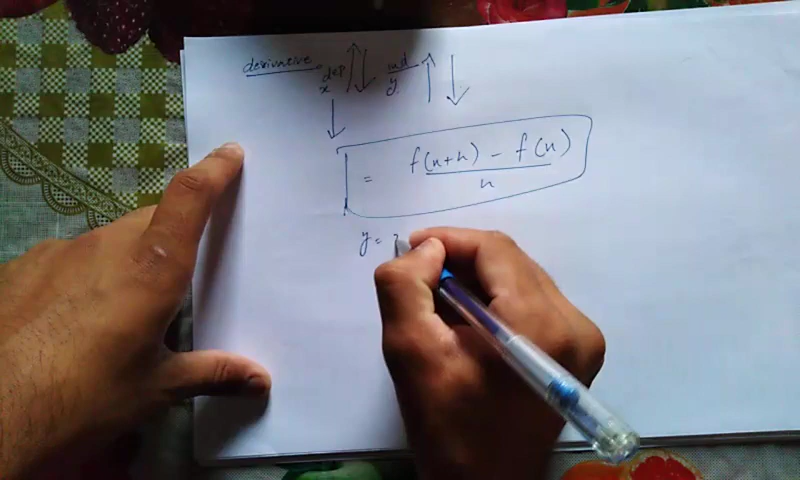 derivative dep ind
x y
= f(x+h) - f(x)
h
y =